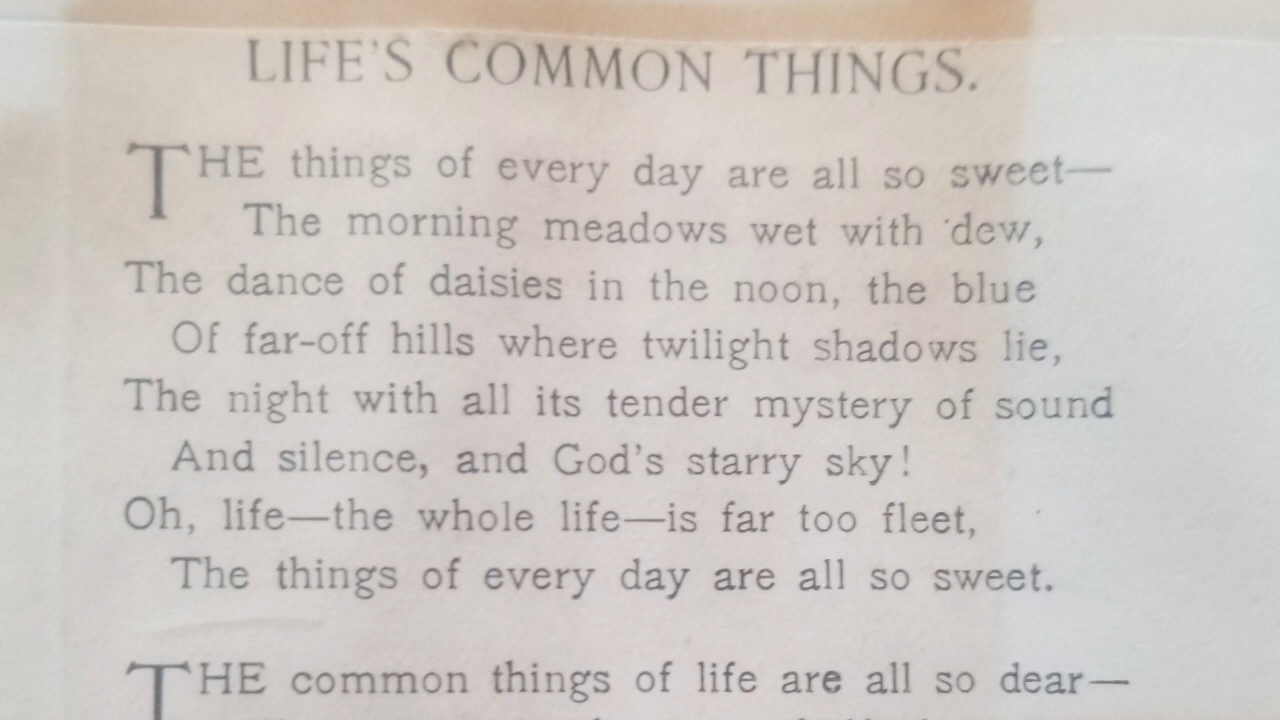 LIFE'S COMMON THINGS.
THE things of every day are all so sweet—
The morning meadows wet with dew,
The dance of daisies in the noon, the blue
Of far-off hills where twilight shadows lie,
The night with all its tender mystery of sound
And silence, and God's starry sky!
Oh, life—the whole life—is far too fleet,
The things of every day are all so sweet.
THE common things of life are all so dear—